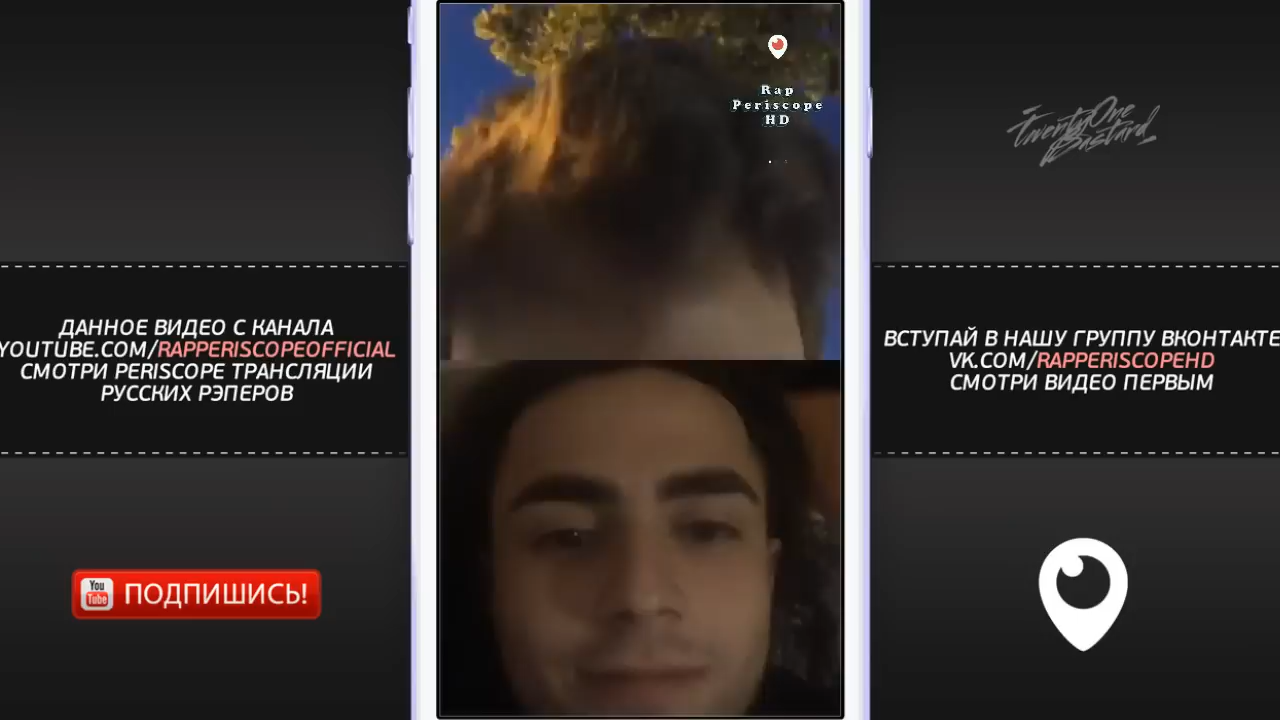 Rap
Periscope
HD
TwentyOne
Bastard
ДАННОЕ ВИДЕО С КАНАЛА
YOUTUBE.COM/RAPPERISCOPEOFFICIAL
СМОТРИ PERISCOPE ТРАНСЛЯЦИИ
РУССКИХ РЭПЕРОВ
ВСТУПАЙ В НАШУ ГРУППУ ВКОНТАКТЕ
VK.COM/RAPPERISCOPEHD
СМОТРИ ВИДЕО ПЕРВЫМ
You
Tube
ПОДПИШИСЬ!